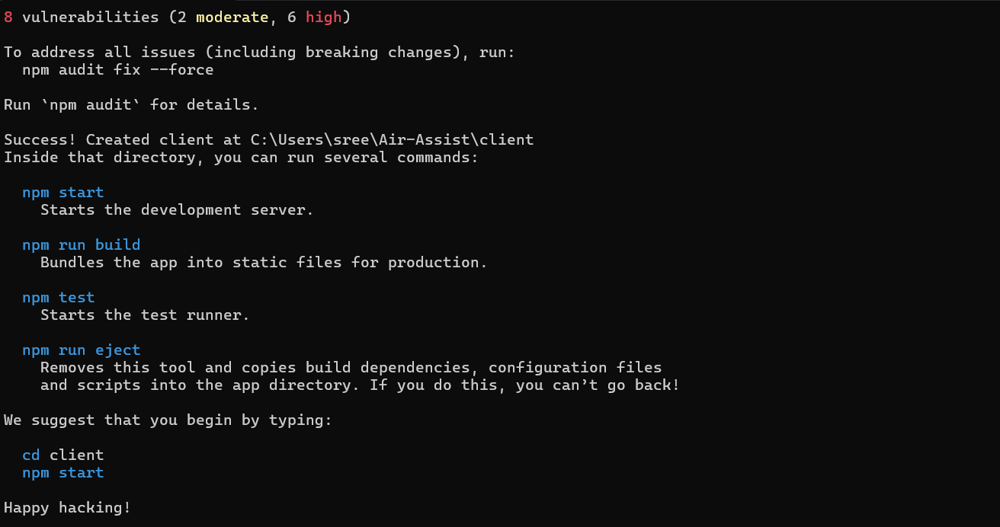 8 vulnerabilities (2 moderate, 6 high)
To address all issues (including breaking changes), run:
npm audit fix --force
Run `npm audit` for details.
Success! Created client at C:\Users\sree\Air-Assist\client
Inside that directory, you can run several commands:
npm start
Starts the development server.
npm run build
Bundles the app into static files for production.
npm test
Starts the test runner.
npm run eject
Removes this tool and copies build dependencies, configuration files
and scripts into the app directory. If you do this, you can’t go back!
We suggest that you begin by typing:
cd client
npm start
Happy hacking!